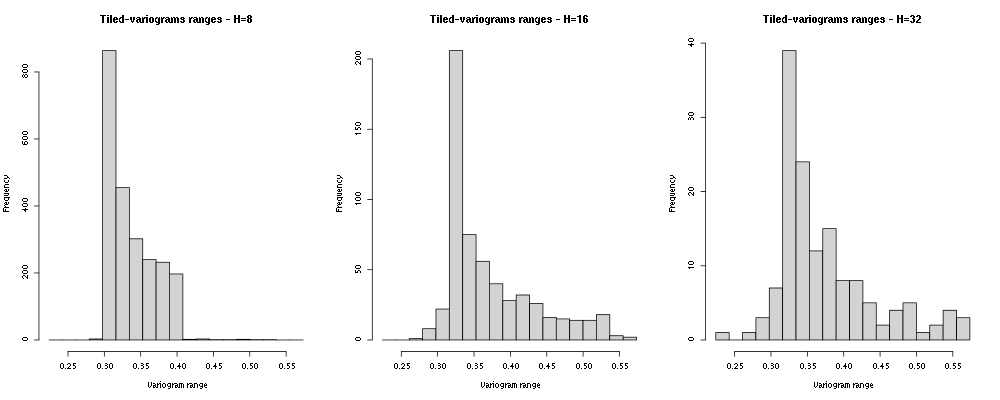 Tiled-variograms ranges - H=8
Tiled-variograms ranges - H=16
Tiled-variograms ranges - H=32
Frequency
0
200
400
600
800
0.25 0.30 0.35 0.40 0.45 0.50 0.55
Variogram range
Frequency
0
50
100
150
200
0.25 0.30 0.35 0.40 0.45 0.50 0.55
Variogram range
Frequency
0
10
20
30
40
0.25 0.30 0.35 0.40 0.45 0.50 0.55
Variogram range